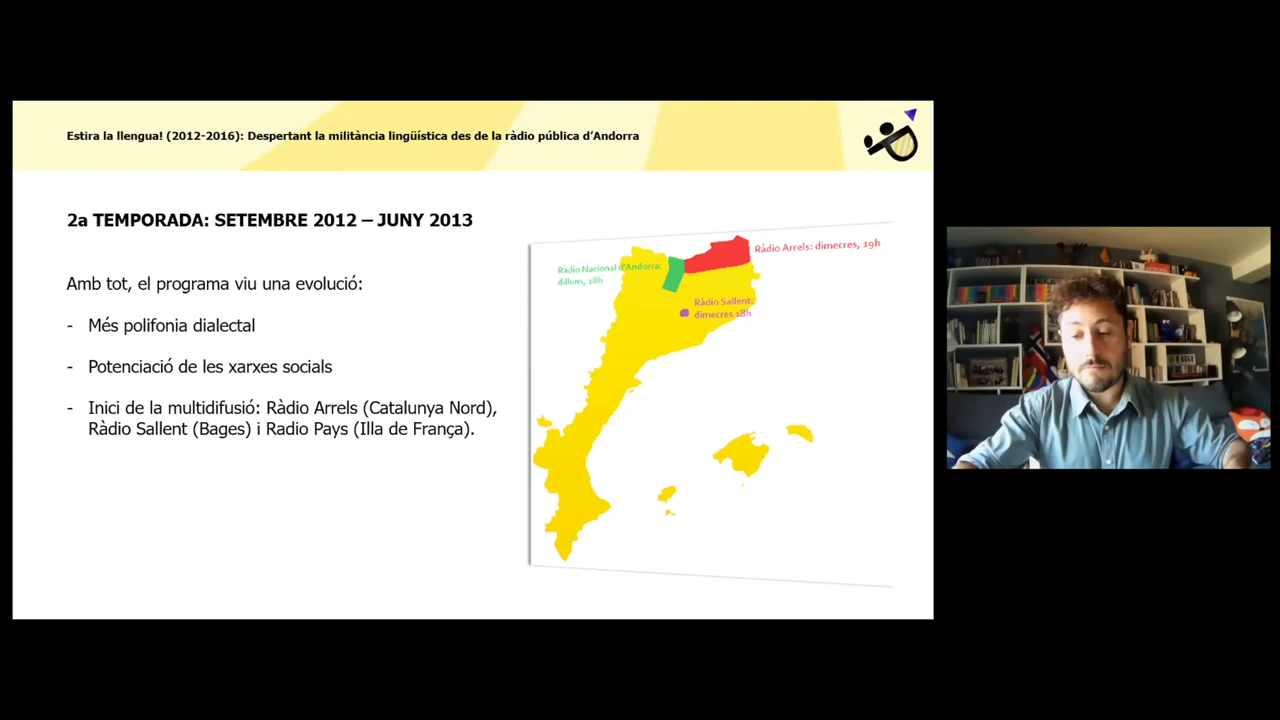 Estira la llengua! (2012-2016): Despertant la militància lingüística des de la ràdio pública d'Andorra
2a TEMPORADA: SETEMBRE 2012 – JUNY 2013
Amb tot, el programa viu una evolució:
- Més polifonia dialectal
- Potenciació de les xarxes socials
- Inici de la multidifusió: Ràdio Arrels (Catalunya Nord),
Ràdio Sallent (Bages) i Radio Pays (Illa de França).
Ràdio Arrels: dimecres, 19h
Ràdio Nacional d'Andorra:
dilluns, 18h
Ràdio Sallent:
dimecres 18h